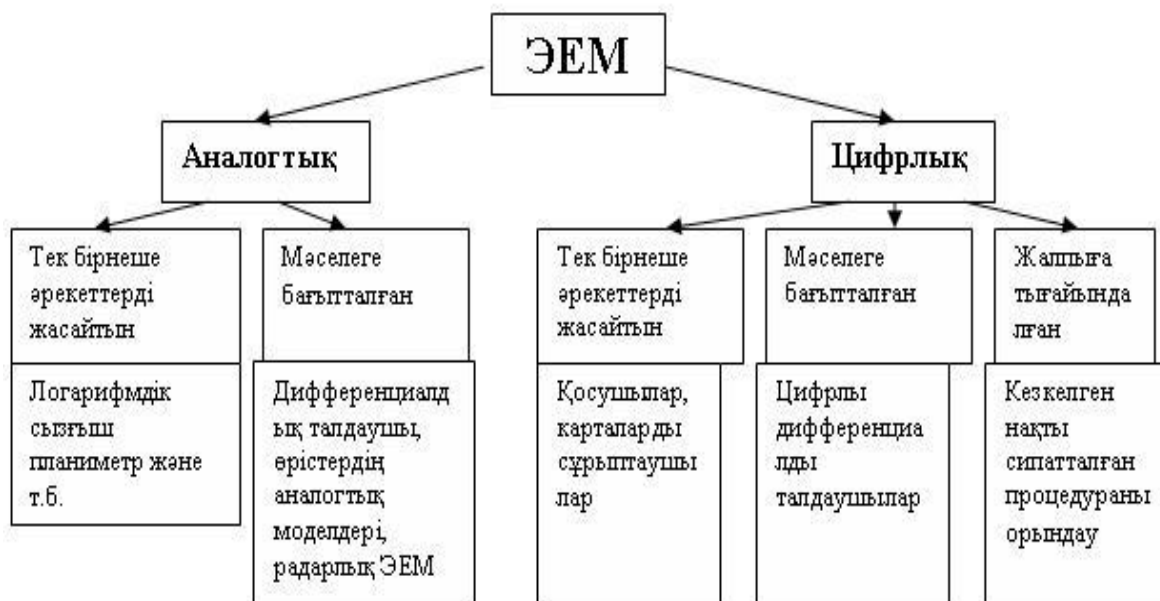 ЭЕМ
Аналогтық
Цифрлық
Тек бірнеше
әрекеттерді
жасайтын
Мәселеге
бағытталған
Тек бірнеше
әрекеттерді
жасайтын
Мәселеге
бағытталған
Жалпыға
тығайында
лған
Логарифмдік
сызғыш
планиметр және
т.б.
Дифференциалд
ық талдаушы,
өрістердің
аналогтық
моделдері,
радарлық ЭЕМ
Қосушылар,
карталарды
сұрыптаушы
лар
Цифрлы
дифференциа
лды
талдаушылар
Кезкелген
нақты
сипатталған
процедураны
орындау